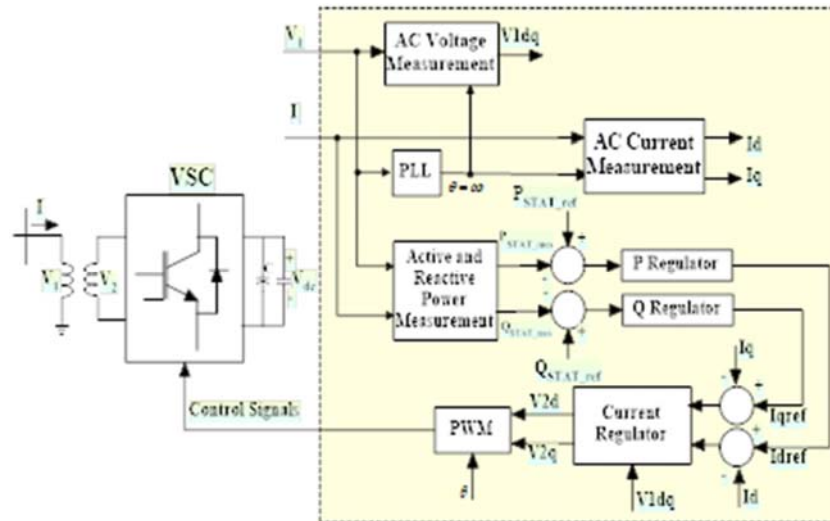 V1
AC Voltage
Measurement
V1dq
I
AC Current
Measurement
Id
Iq
PLL
θ=ω
VSC
I
V1
V2
+
Vdc
-
PSTAT_ref
+
Active and
Reactive
Power
Measurement
PSTAT_mes
-
P Regulator
QSTAT_mes
-
+
Q Regulator
QSTAT_ref
Iq
-
+
Iqref
Control Signals
PWM
V2d
V2q
Current
Regulator
+
Idref
-
θ
V1dq
Id